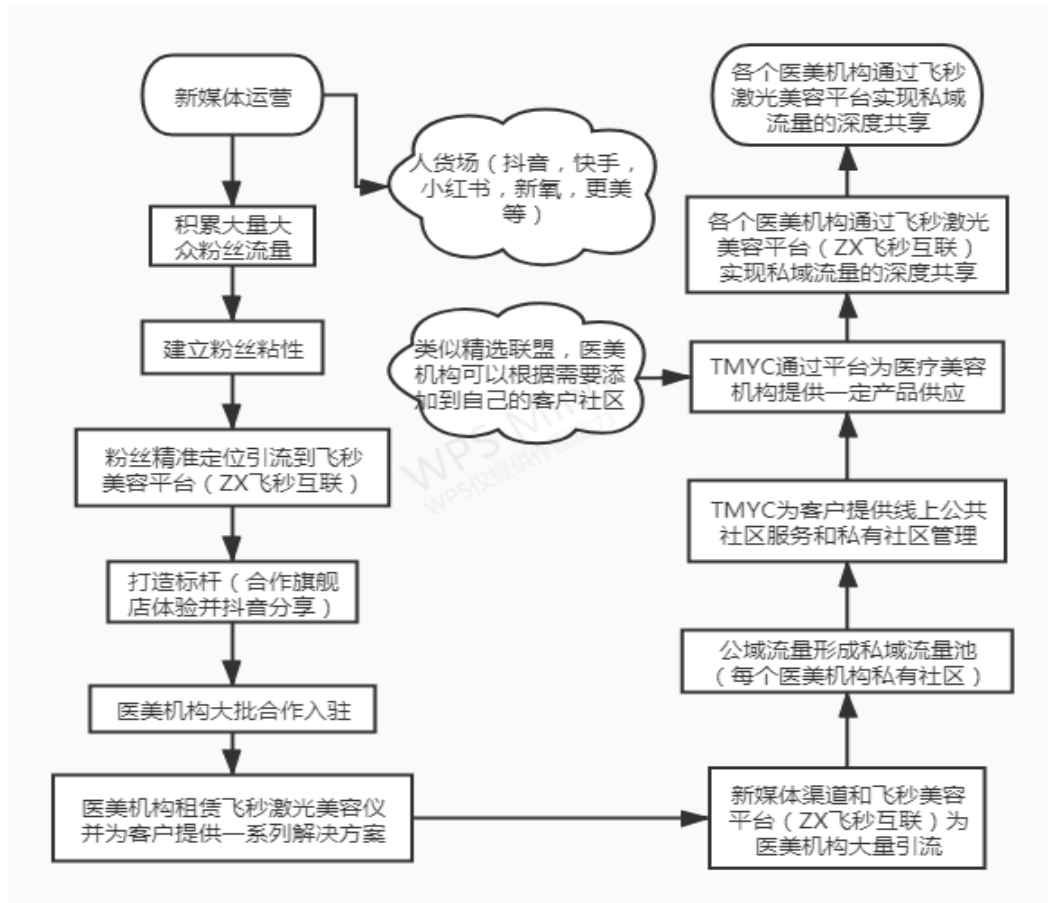 新媒体运营
积累大量大
众粉丝流量
建立粉丝粘性
粉丝精准定位引流到飞秒
美容平台（ZX飞秒互联）
打造标杆（合作旗舰
店体验并抖音分享）
医美机构大批合作入驻
医美机构租赁飞秒激光美容仪
并为客户提供一系列解决方案
人货场（抖音，快手，
小红书，新氧，更美
等）
类似精选联盟，医美
机构可以根据需要添
加到自己的客户社区
新媒体渠道和飞秒美容
平台（ZX飞秒互联）为
医美机构大量引流
公域流量形成私域流量池
（每个医美机构私有社区）
TMYC为客户提供线上公共
社区服务和私有社区管理
TMYC通过平台为医疗美容
机构提供一定产品供应
各个医美机构通过飞秒激光
美容平台（ZX飞秒互联）
实现私域流量的深度共享
各个医美机构通过飞秒
激光美容平台实现私域
流量的深度共享